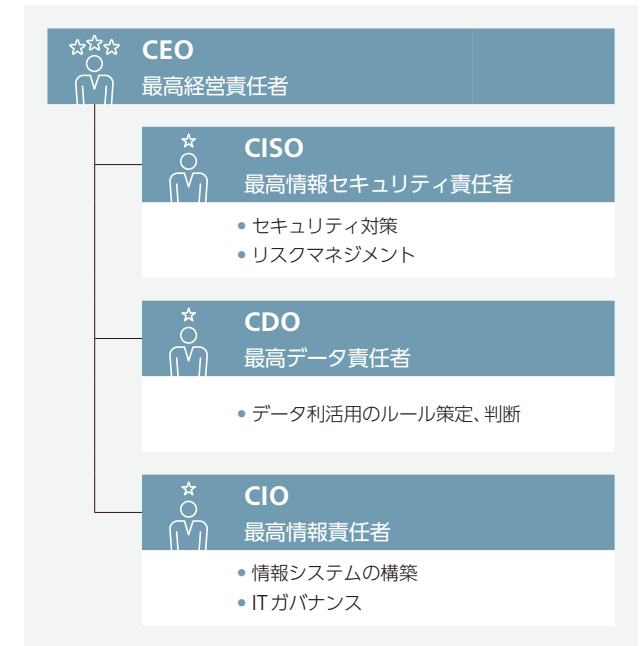 CEO
最高経営責任者
CISO
最高情報セキュリティ責任者
• セキュリティ対策
• リスクマネジメント
CDO
最高データ責任者
• データ利活用のルール策定、判断
CIO
最高情報責任者
• 情報システムの構築
• ITガバナンス